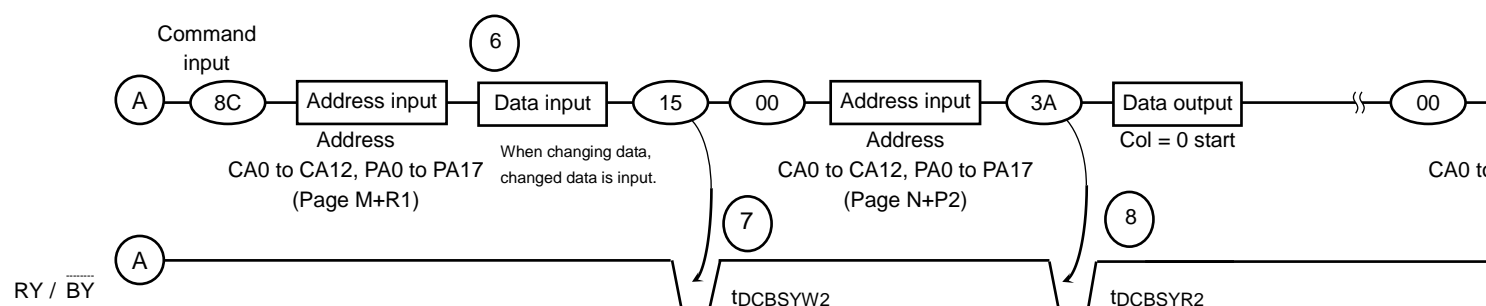 Command
input
6
A
8C
Address input
Data input
15
00
Address input
3A
Data output
00
Address
CA0 to CA12, PA0 to PA17
(Page M+R1)
When changing data,
changed data is input.
Address
CA0 to CA12, PA0 to PA17
(Page N+P2)
Col = 0 start
CA0 to
7
8
A
RY / BY
tDCBSYW2
tDCBSYR2